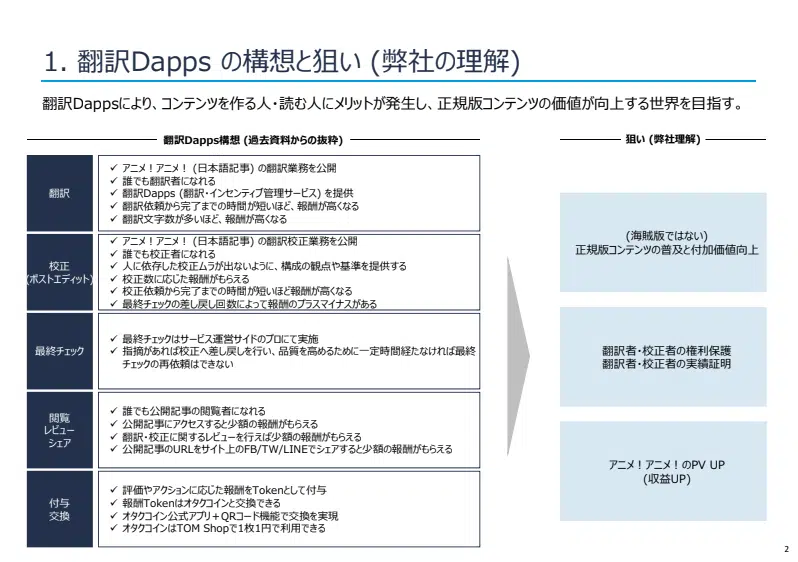 1. 翻訳Dapps の構想と狙い (弊社の理解)
翻訳Dappsにより、コンテンツを作る人・読む人にメリットが発生し、正規版コンテンツの価値が向上する世界を目指す。
翻訳Dapps構想 (過去資料からの抜粋)
翻訳
✓ アニメ！アニメ！ (日本語記事) の翻訳業務を公開
✓ 誰でも翻訳者になれる
✓ 翻訳Dapps (翻訳・インセンティブ管理サービス) を提供
✓ 翻訳依頼から完了までの時間が短いほど、報酬が高くなる
✓ 翻訳文字数が多いほど、報酬が高くなる
校正
(ポストエディット)
✓ アニメ！アニメ！ (日本語記事) の翻訳校正業務を公開
✓ 誰でも校正者になれる
✓ 人に依存した校正ムラが出ないように、構成の観点や基準を提供する
✓ 校正数に応じた報酬がもらえる
✓ 校正依頼から完了までの時間が短いほど報酬が高くなる
✓ 最終チェックの差し戻し回数によって報酬のプラスマイナスがある
最終チェック
✓ 最終チェックはサービス運営サイドのプロにて実施
✓ 指摘があれば校正へ差し戻しを行い、品質を高めるために一定時間経たなければ最終
チェックの再依頼はできない
閲覧
レビュー
シェア
✓ 誰でも公開記事の閲覧者になれる
✓ 公開記事にアクセスすると少額の報酬がもらえる
✓ 翻訳・校正に関するレビューを行えば少額の報酬がもらえる
✓ 公開記事のURLをサイト上のFB/TW/LINEでシェアすると少額の報酬がもらえる
付与
交換
✓ 評価やアクションに応じた報酬をTokenとして付与
✓ 報酬Tokenはオタクコインと交換できる
✓ オタクコイン公式アプリ＋QRコード機能で交換を実現
✓ オタクコインはTOM Shopで1枚1円で利用できる
狙い (弊社理解)
(海賊版ではない)
正規版コンテンツの普及と付加価値向上
翻訳者・校正者の権利保護
翻訳者・校正者の実績証明
アニメ！アニメ！のPV UP
(収益UP)
2